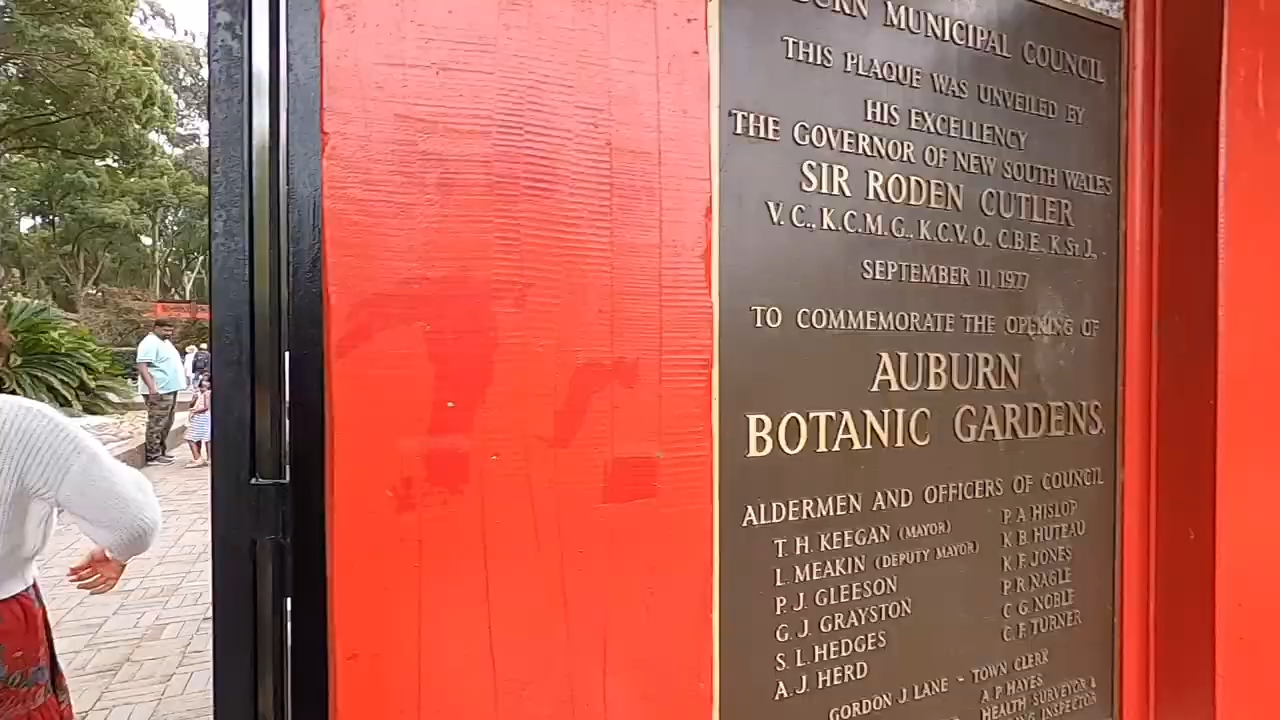 MUNICIPAL COUNCIL
THIS PLAQUE WAS UNVEILED BY
HIS EXCELLENCY
THE GOVERNOR OF NEW SOUTH WALES
SIR RODEN CUTLER
V.C., K.C.M.G., K.C.V.O., C.B.E., K.St.J.,
SEPTEMBER 11, 1977
TO COMMEMORATE THE OPENING OF
AUBURN
BOTANIC GARDENS.
ALDERMEN AND OFFICERS OF COUNCIL
T. H. KEEGAN (MAYOR)
L. MEAKIN (DEPUTY MAYOR)
P. J. GLEESON
G. J. GRAYSTON
S. L. HEDGES
A. J. HERD
P. A. HISLOP
K. B. HUTEAU
K. F. JONES
P. R. NAGLE
C. G. NOBLE
C. F. TURNER
GORDON J. LANE - TOWN CLERK
A. P. HAYES
HEALTH SURVEYOR &
INSPECTOR